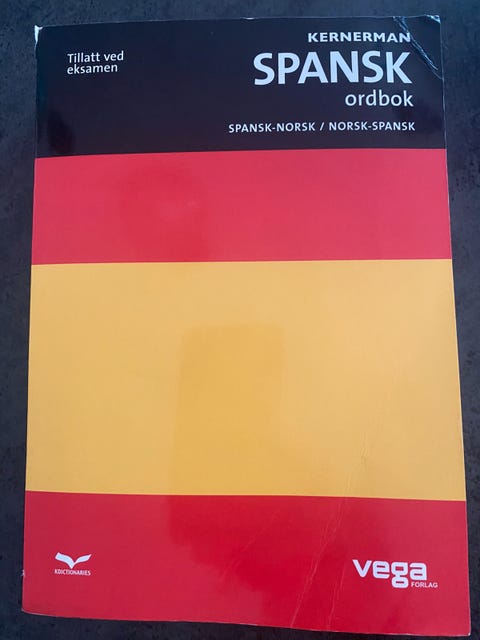 Tillatt ved
eksamen
KERNERMAN
SPANSK
ordbok
SPANSK-NORSK / NORSK-SPANSK
KDICTIONARIES
vega
FORLAG